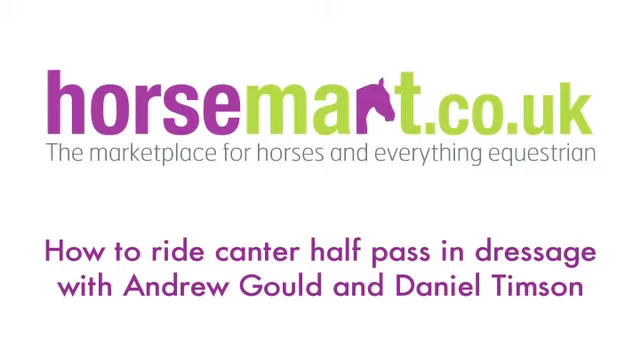 horsemart.co.uk
The marketplace for horses and everything equestrian
How to ride canter half pass in dressage
with Andrew Gould and Daniel Timson